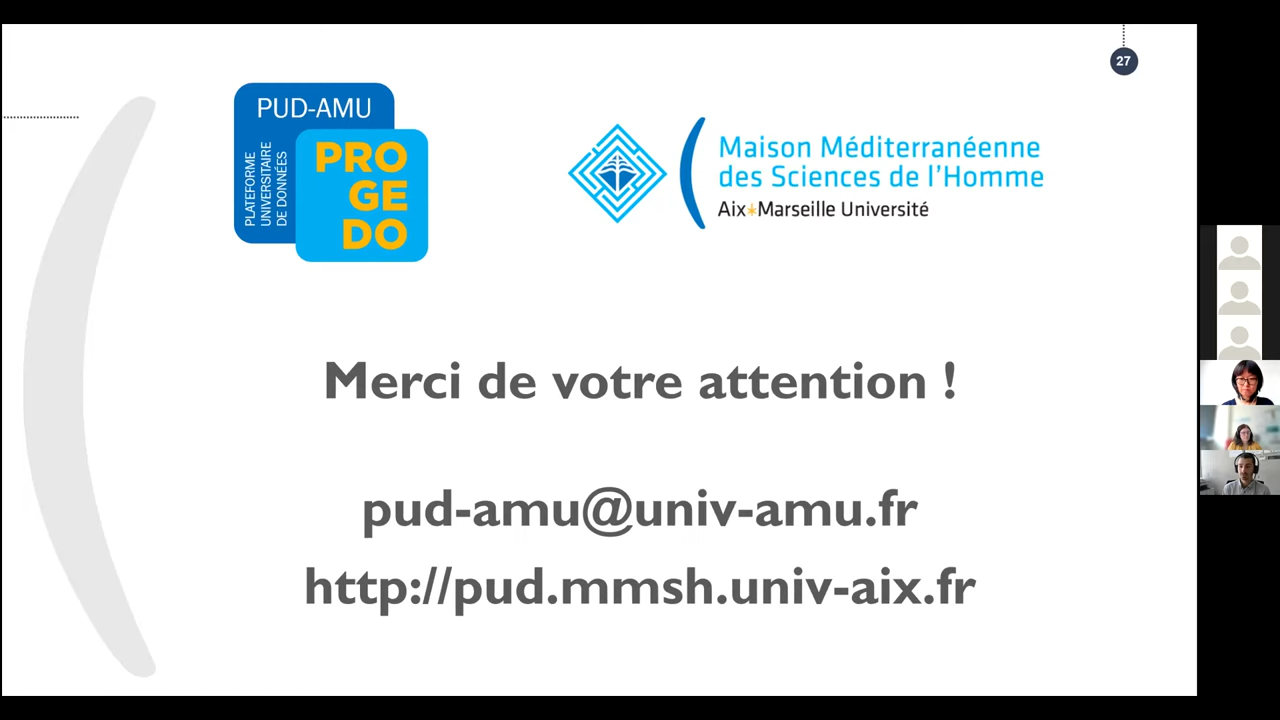 27
PUD-AMU
PLATEFORME
UNIVERSITAIRE
DE DONNÉES
PRO
GE
DO
Maison Méditerranéenne
des Sciences de l'Homme
Aix*Marseille Université
Merci de votre attention !
pud-amu@univ-amu.fr
http://pud.mmsh.univ-aix.fr